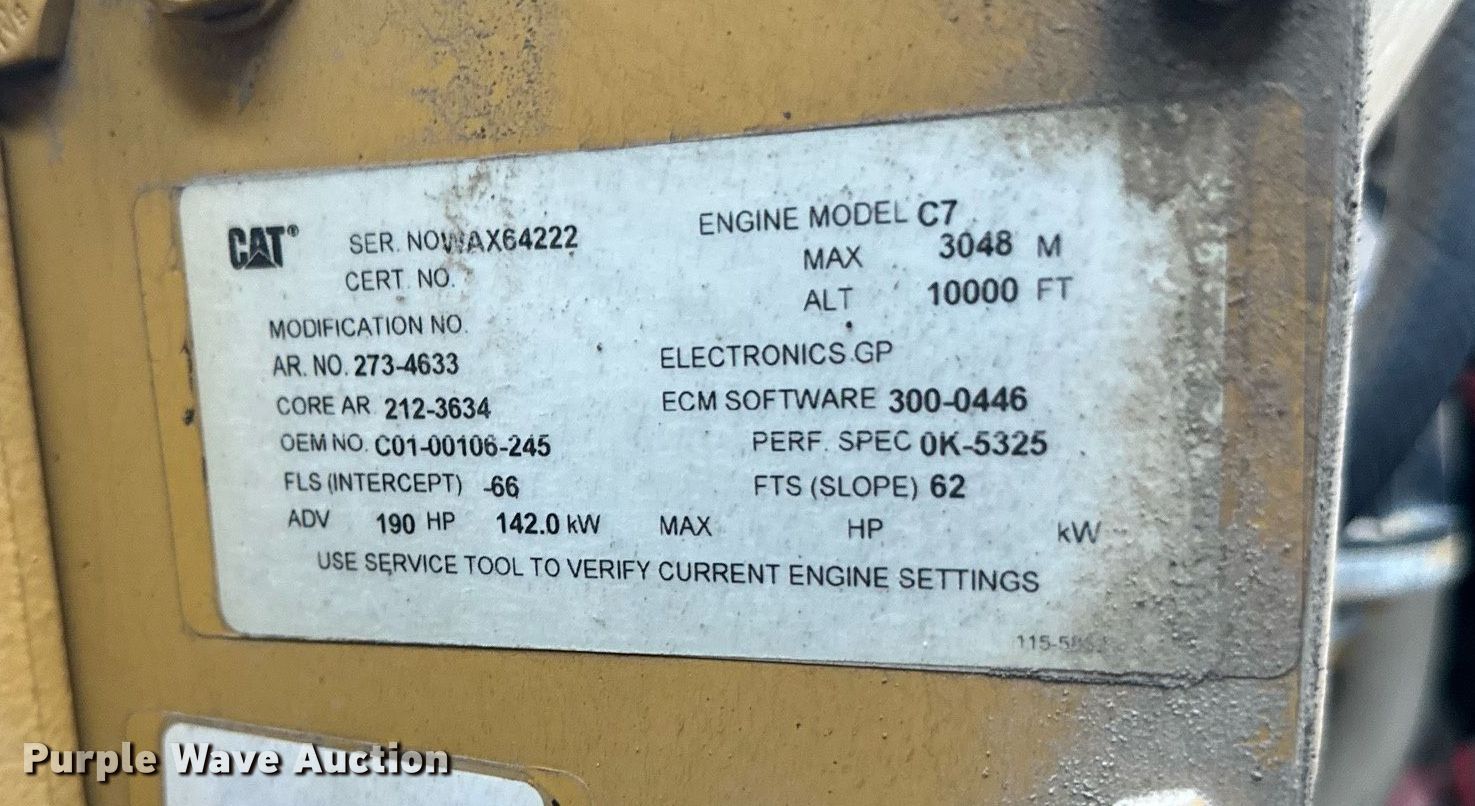 CAT®
SER. NO WAX64222
ENGINE MODEL C7
CERT. NO.
MAX 3048 M
ALT 10000 FT
MODIFICATION NO.
AR. NO. 273-4633
ELECTRONICS GP
CORE AR 212-3634
ECM SOFTWARE 300-0446
OEM NO. C01-00106-245
PERF. SPEC 0K-5325
FLS (INTERCEPT) -66
FTS (SLOPE) 62
ADV 190 HP 142.0 kW MAX HP kW
USE SERVICE TOOL TO VERIFY CURRENT ENGINE SETTINGS
Purple Wave Auction